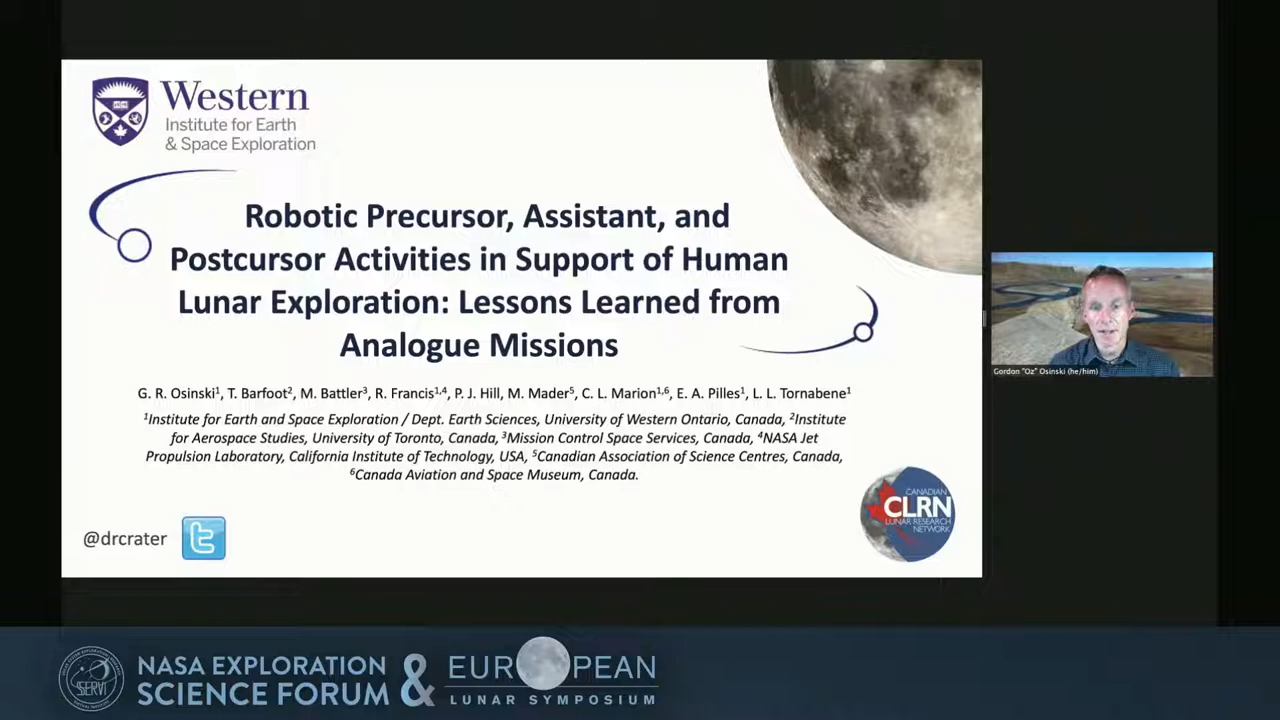 Western
Institute for Earth
& Space Exploration
Robotic Precursor, Assistant, and
Postcursor Activities in Support of Human
Lunar Exploration: Lessons Learned from
Analogue Missions
G. R. Osinski¹, T. Barfoot², M. Battler³, R. Francis¹,⁴, P. J. Hill, M. Mader⁵, C. L. Marion¹,⁶, E. A. Pilles¹, L. L. Tornabene¹
¹Institute for Earth and Space Exploration / Dept. Earth Sciences, University of Western Ontario, Canada, ²Institute
for Aerospace Studies, University of Toronto, Canada,³Mission Control Space Services, Canada, ⁴NASA Jet
Propulsion Laboratory, California Institute of Technology, USA, ⁵Canadian Association of Science Centres, Canada,
⁶Canada Aviation and Space Museum, Canada.
@drcrater
CANADIAN
CLRN
LUNAR RESEARCH
NETWORK
Gordon "Oz" Osinski (he/him)
SSERVI
NASA EXPLORATION
SCIENCE FORUM
&
EUROPEAN
LUNAR SYMPOSIUM